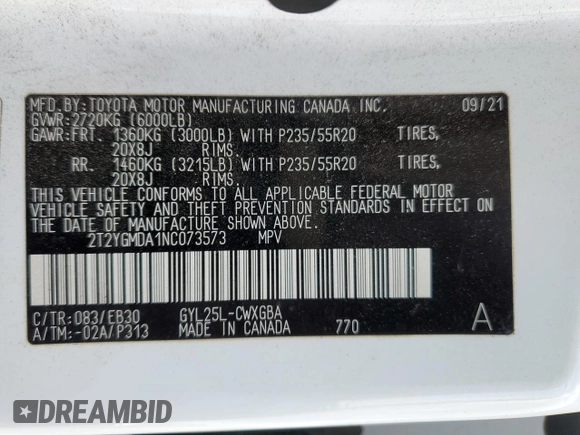 MFD.BY:TOYOTA MOTOR MANUFACTURING CANADA INC. 09/21
GVWR:2720KG (6000LB)
GAWR:FRT. 1360KG (3000LB) WITH P235/55R20 TIRES,
20X8J RIMS.
RR. 1460KG (3215LB) WITH P235/55R20 TIRES,
20X8J RIMS.
THIS VEHICLE CONFORMS TO ALL APPLICABLE FEDERAL MOTOR
VEHICLE SAFETY AND THEFT PREVENTION STANDARDS IN EFFECT ON
THE DATE OF MANUFACTURE SHOWN ABOVE.
2T2YGMDA1NC073573 MPV
C/TR:083/EB30 GYL25L-CWXGBA A
A/TM:-02A/P313 MADE IN CANADA 770
DREAMBID